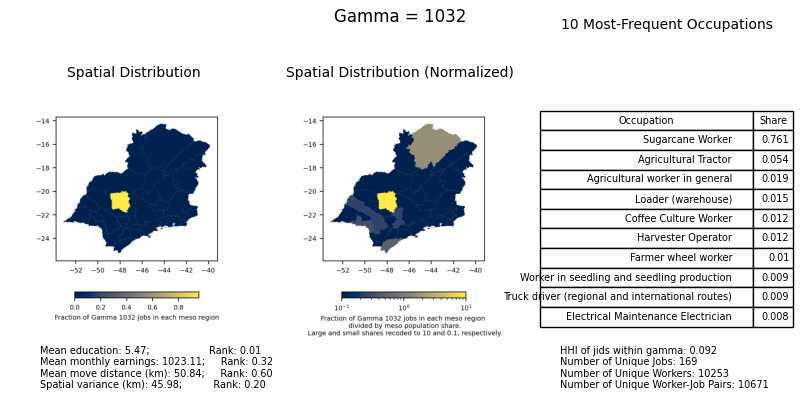 Gamma = 1032
10 Most-Frequent Occupations
Spatial Distribution
Spatial Distribution (Normalized)
−14
−16
−18
−20
−22
−24
−52 −50 −48 −46 −44 −42 −40
0.0 0.2 0.4 0.6 0.8
Fraction of Gamma 1032 jobs in each meso region
−14
−16
−18
−20
−22
−24
−52 −50 −48 −46 −44 −42 −40
10⁻¹ 10⁰ 10¹
Fraction of Gamma 1032 jobs in each meso region
divided by meso population share.
Large and small shares recoded to 10 and 0.1, respectively.
Occupation Share
Sugarcane Worker 0.761
Agricultural Tractor 0.054
Agricultural worker in general 0.019
Loader (warehouse) 0.015
Coffee Culture Worker 0.012
Harvester Operator 0.012
Farmer wheel worker 0.01
Worker in seedling and seedling production 0.009
Truck driver (regional and international routes) 0.009
Electrical Maintenance Electrician 0.008
Mean education: 5.47; Rank: 0.01
Mean monthly earnings: 1023.11; Rank: 0.32
Mean move distance (km): 50.84; Rank: 0.60
Spatial variance (km): 45.98; Rank: 0.20
HHI of jids within gamma: 0.092
Number of Unique Jobs: 169
Number of Unique Workers: 10253
Number of Unique Worker-Job Pairs: 10671